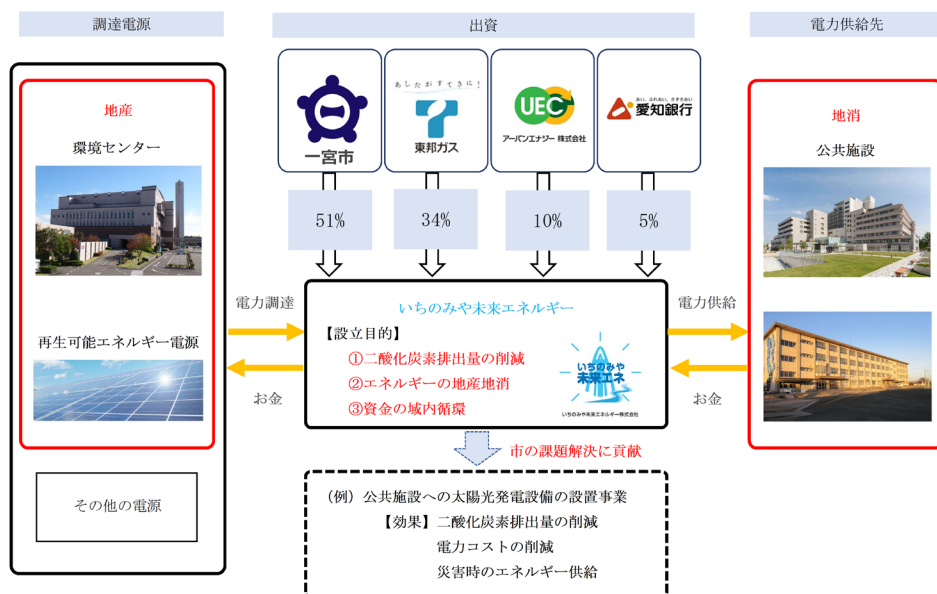 調達電源
出資
電力供給先
地産
環境センター
再生可能エネルギー電源
その他の電源
一宮市
あしたがすてきに!
東邦ガス
UEC
アーバンエナジー 株式会社
あい、ふれあい、きずきあい
愛知銀行
51%
34%
10%
5%
電力調達
お金
いちのみや未来エネルギー
【設立目的】
①二酸化炭素排出量の削減
②エネルギーの地産地消
③資金の域内循環
いちのみや
未来エネ
いちのみや未来エネルギー株式会社
電力供給
お金
地消
公共施設
市の課題解決に貢献
(例)公共施設への太陽光発電設備の設置事業
【効果】二酸化炭素排出量の削減
電力コストの削減
災害時のエネルギー供給